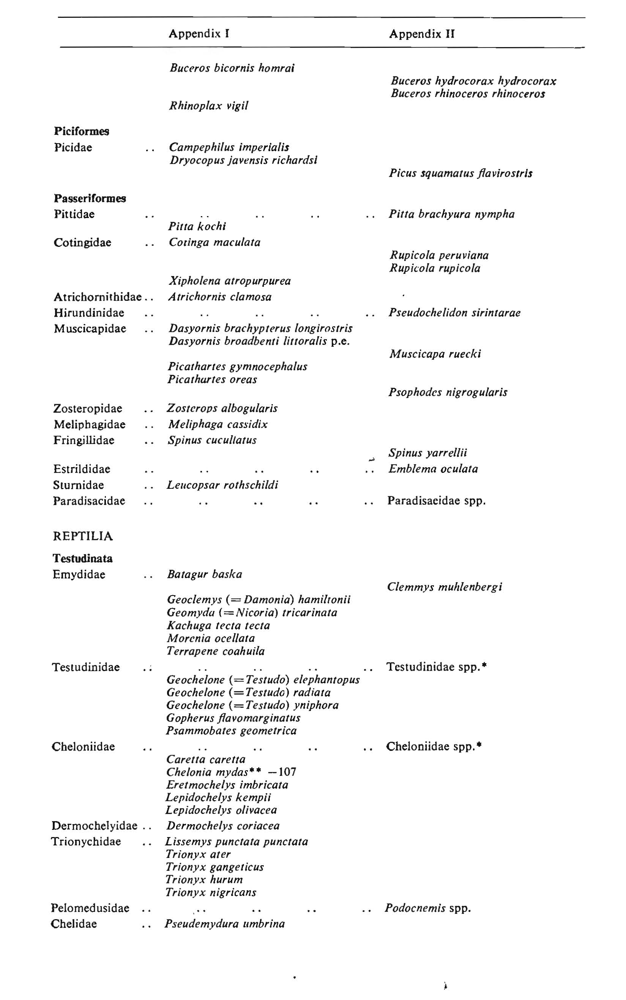 Appendix I Appendix II
Buceros bicornis homrai
Buceros hydrocorax hydrocorax
Buceros rhinoceros rhinoceros
Rhinoplax vigil
Piciformes
Picidae .. Campephilus imperialis
Dryocopus javensis richardsi
Picus squamatus flavirostris
Passeriformes
Pittidae .. .. .. .. .. Pitta brachyura nympha
Pitta kochi
Cotingidae .. Cotinga maculata
Rupicola peruviana
Rupicola rupicola
Xipholena atropurpurea
Atrichornithidae .. Atrichornis clamosa
Hirundinidae .. .. .. .. .. Pseudochelidon sirintarae
Muscicapidae .. Dasyornis brachypterus longirostris
Dasyornis broadbenti littoralis p.e.
Muscicapa ruecki
Picathartes gymnocephalus
Picathartes oreas
Psophodes nigrogularis
Zosteropidae .. Zosterops albogularis
Meliphagidae .. Meliphaga cassidix
Fringillidae .. Spinus cucullatus
Spinus yarrellii
Estrildidae .. .. .. .. .. Emblema oculata
Sturnidae .. Leucopsar rothschildi
Paradisaeidae .. .. .. .. .. Paradisaeidae spp.
REPTILIA
Testudinata
Emydidae .. Batagur baska
Clemmys muhlenbergi
Geoclemys (=Damonia) hamiltonii
Geomyda (=Nicoria) tricarinata
Kachuga tecta tecta
Morenia ocellata
Terrapene coahuila
Testudinidae .. .. .. .. .. Testudinidae spp.*
Geochelone (=Testudo) elephantopus
Geochelone (=Testudo) radiata
Geochelone (=Testudo) yniphora
Gopherus flavomarginatus
Psammobates geometrica
Cheloniidae .. .. .. .. .. Cheloniidae spp.*
Caretta caretta
Chelonia mydas** —107
Eretmochelys imbricata
Lepidochelys kempii
Lepidochelys olivacea
Dermochelyidae .. Dermochelys coriacea
Trionychidae .. Lissemys punctata punctata
Trionyx ater
Trionyx gangeticus
Trionyx hurum
Trionyx nigricans
Pelomedusidae .. .. .. .. .. Podocnemis spp.
Chelidae .. Pseudemydura umbrina